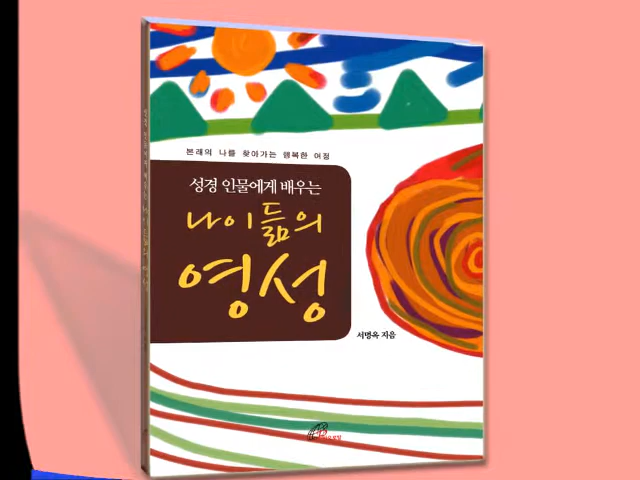 본래의 나를 찾아가는 행복한 여정
성경 인물에게 배우는
나이듦의
영성
서명옥 지음